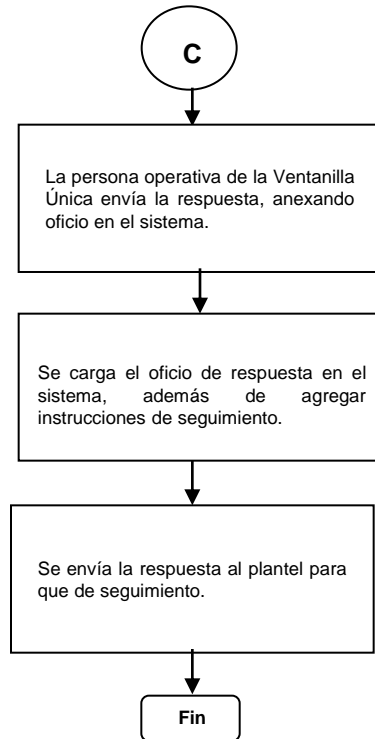 C
La persona operativa de la Ventanilla
Única envía la respuesta, anexando
oficio en el sistema.
Se carga el oficio de respuesta en el
sistema, además de agregar
instrucciones de seguimiento.
Se envía la respuesta al plantel para
que de seguimiento.
Fin